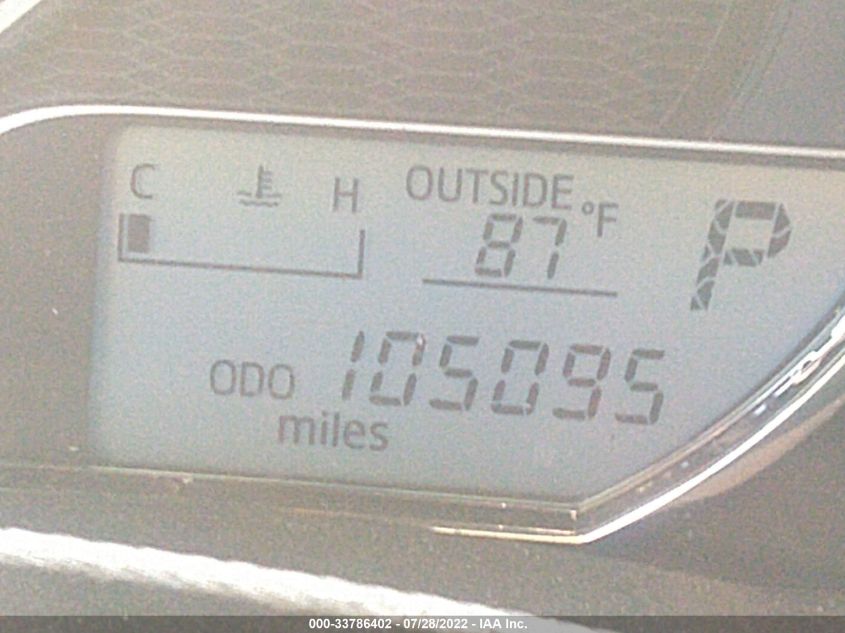 C H OUTSIDE
87 °F P
ODO 105095
miles
000-33786402 - 07/28/2022 - IAA Inc.